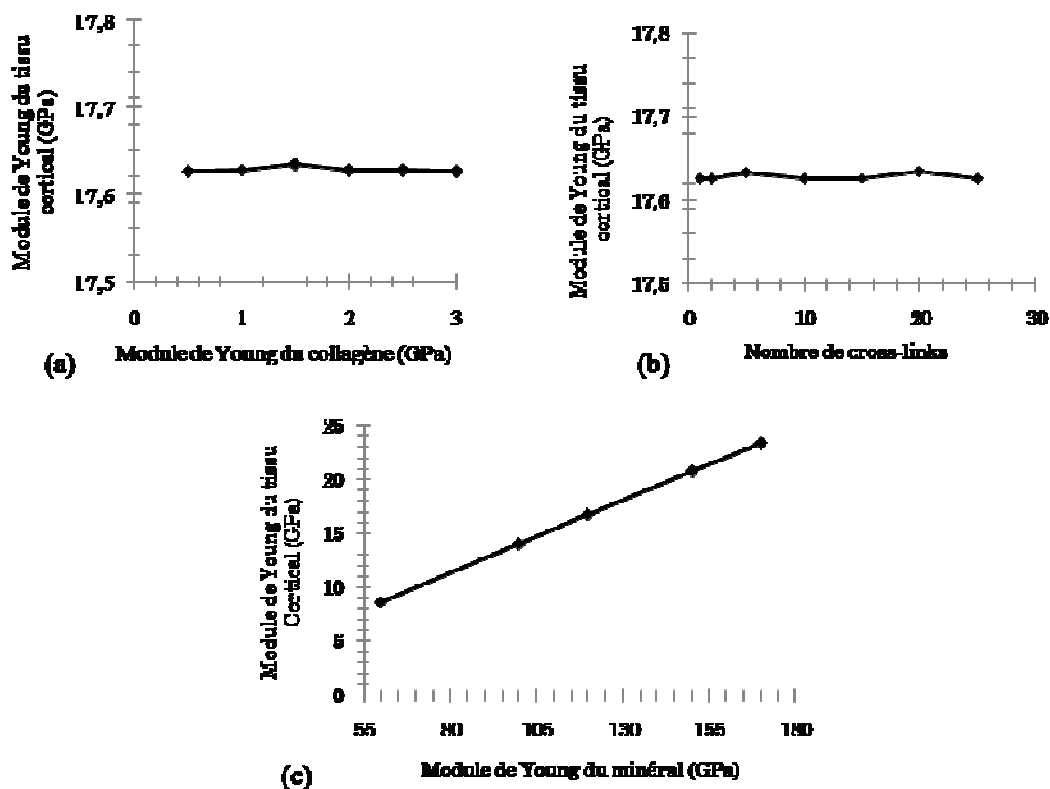 Module de Young du tissu
cortical (GPa)
17,8
17,7
17,6
17,5
0 1 2 3
Module de Young du collagène (GPa)
(a)
Module de Young du tissu
cortical (GPa)
17,8
17,7
17,6
17,5
0 10 20 30
Nombre de cross-links
(b)
Module de Young du tissu
Cortical (GPa)
25
20
15
10
5
0
55 80 105 130 155 180
Module de Young du minéral (GPa)
(c)